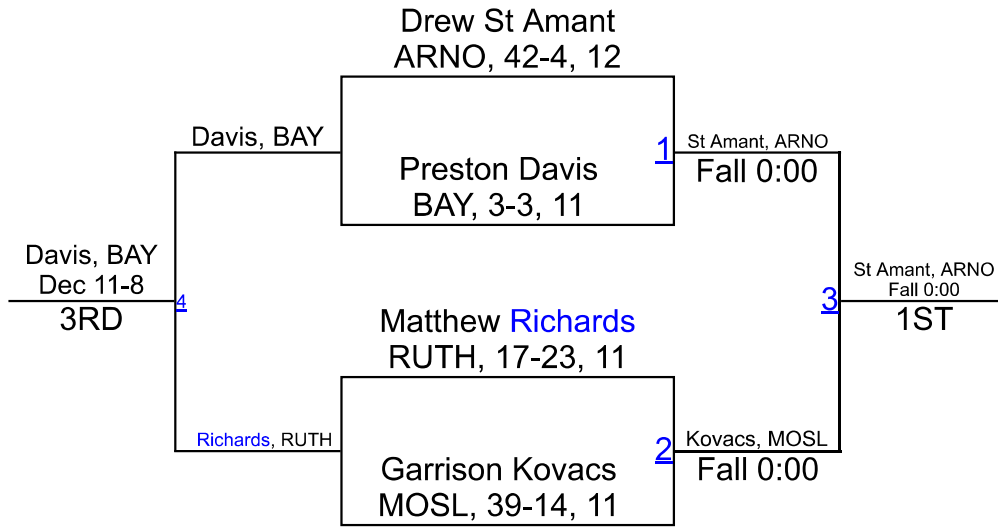 Drew St Amant
ARNO, 42-4, 12
Davis, BAY
1
St Amant, ARNO
Fall 0:00
Preston Davis
BAY, 3-3, 11
Davis, BAY
Dec 11-8
3RD
4
3
St Amant, ARNO
Fall 0:00
1ST
Matthew Richards
RUTH, 17-23, 11
Richards, RUTH
2
Kovacs, MOSL
Fall 0:00
Garrison Kovacs
MOSL, 39-14, 11